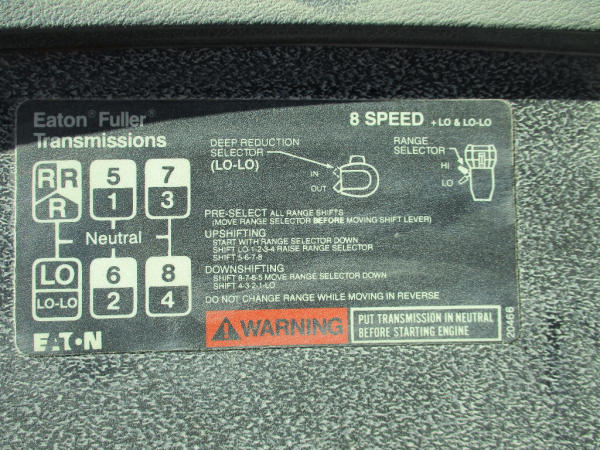 Eaton® Fuller®
Transmissions
8 SPEED + LO & LO-LO
DEEP REDUCTION
SELECTOR
(LO-LO)
IN
OUT
RANGE
SELECTOR
HI
LO
R R 5 7
R 1 3
Neutral
LO 6 8
LO-LO 2 4
PRE-SELECT ALL RANGE SHIFTS
(MOVE RANGE SELECTOR BEFORE MOVING SHIFT LEVER)
UPSHIFTING
START WITH RANGE SELECTOR DOWN
SHIFT LO-1-2-3-4 RAISE RANGE SELECTOR
SHIFT 5-6-7-8
DOWNSHIFTING
SHIFT 8-7-6-5 MOVE RANGE SELECTOR DOWN
SHIFT 4-3-2-1-LO
DO NOT CHANGE RANGE WHILE MOVING IN REVERSE
WARNING
PUT TRANSMISSION IN NEUTRAL
BEFORE STARTING ENGINE
EATON
20466